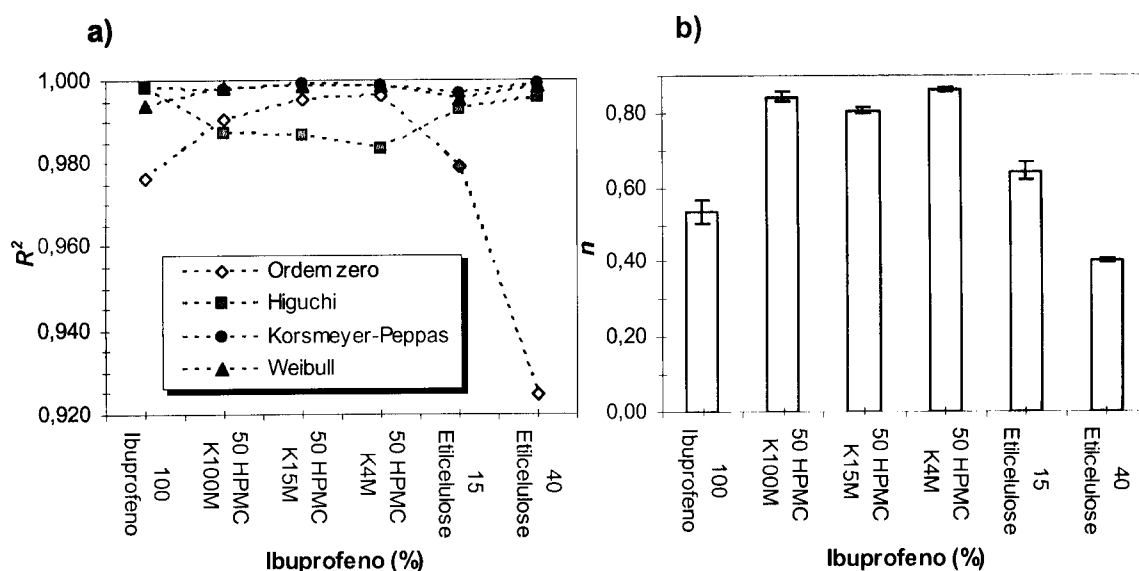 a)
1,000
0,980
0,960
0,940
0,920
R²
Ordem zero
Higuchi
Korsmeyer-Peppas
Weibull
100
Ibuprofeno
50 HPMC
K100M
50 HPMC
K15M
50 HPMC
K4M
15
Etilcelulose
40
Etilcelulose
Ibuprofeno (%)
b)
0,80
0,60
0,40
0,20
0,00
n
100
Ibuprofeno
50 HPMC
K100M
50 HPMC
K15M
50 HPMC
K4M
15
Etilcelulose
40
Etilcelulose
Ibuprofeno (%)